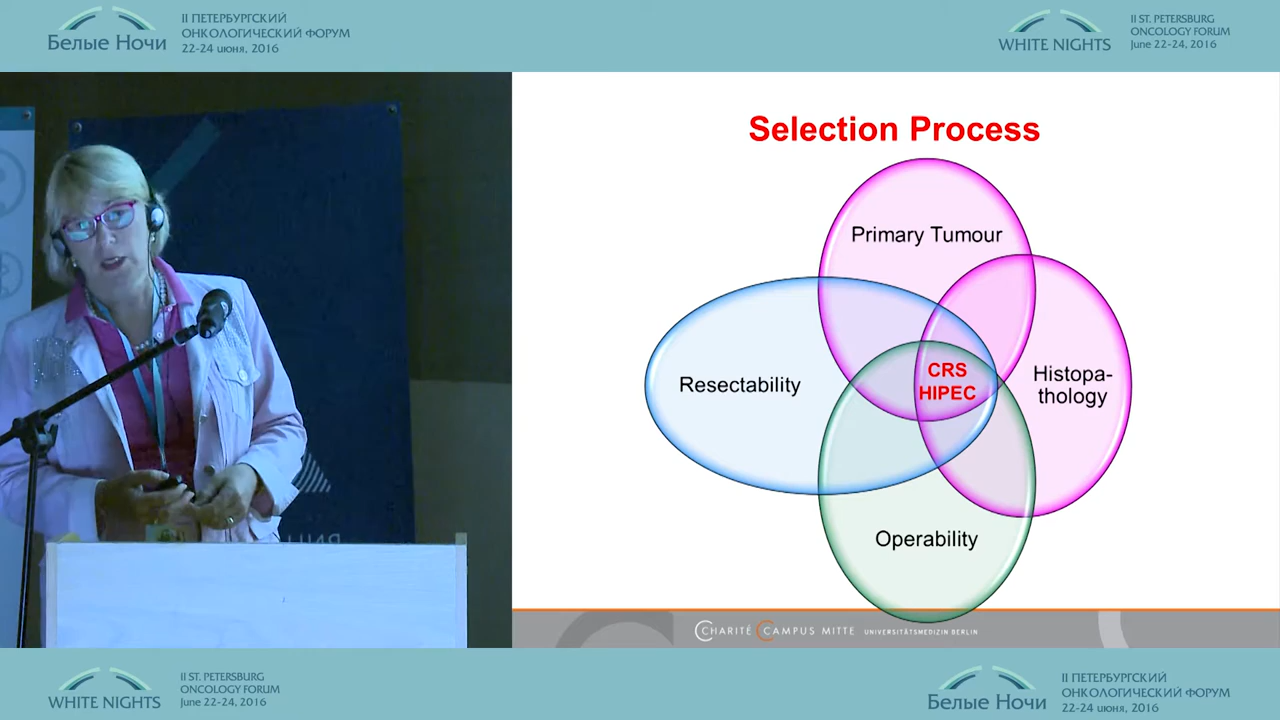 II ПЕТЕРБУРГСКИЙ
ОНКОЛОГИЧЕСКИЙ ФОРУМ
Белые Ночи
22-24 июня, 2016
II ST. PETERSBURG
ONCOLOGY FORUM
WHITE NIGHTS
June 22-24, 2016
Selection Process
Primary Tumour
Resectability
CRS
HIPEC
Histopa-
thology
Operability
CHARITÉ CAMPUS MITTE UNIVERSITÄTSMEDIZIN BERLIN
II ST. PETERSBURG
ONCOLOGY FORUM
WHITE NIGHTS
June 22-24, 2016
II ПЕТЕРБУРГСКИЙ
ОНКОЛОГИЧЕСКИЙ ФОРУМ
Белые Ночи
22-24 июня, 2016